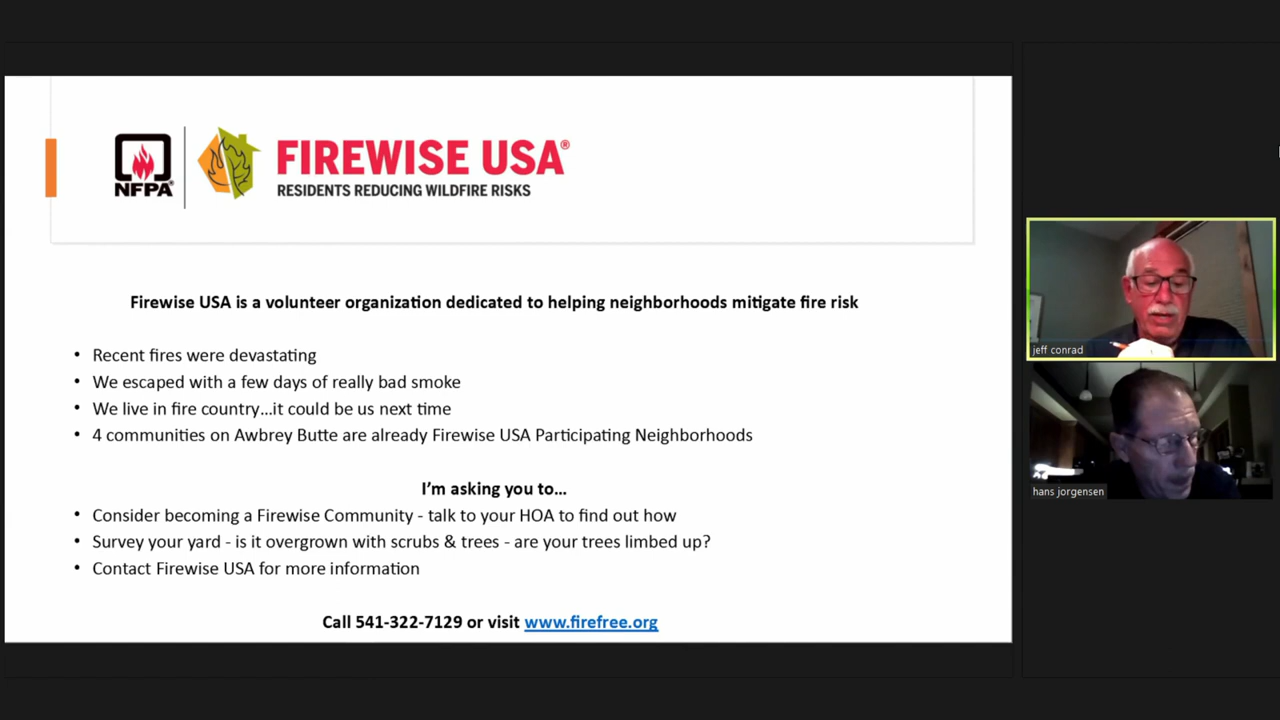 NFPA®
FIREWISE USA®
RESIDENTS REDUCING WILDFIRE RISKS
Firewise USA is a volunteer organization dedicated to helping neighborhoods mitigate fire risk
• Recent fires were devastating
• We escaped with a few days of really bad smoke
• We live in fire country...it could be us next time
• 4 communities on Awbrey Butte are already Firewise USA Participating Neighborhoods
I'm asking you to...
• Consider becoming a Firewise Community - talk to your HOA to find out how
• Survey your yard - is it overgrown with scrubs & trees - are your trees limbed up?
• Contact Firewise USA for more information
Call 541-322-7129 or visit www.firefree.org
jeff conrad
hans jorgensen